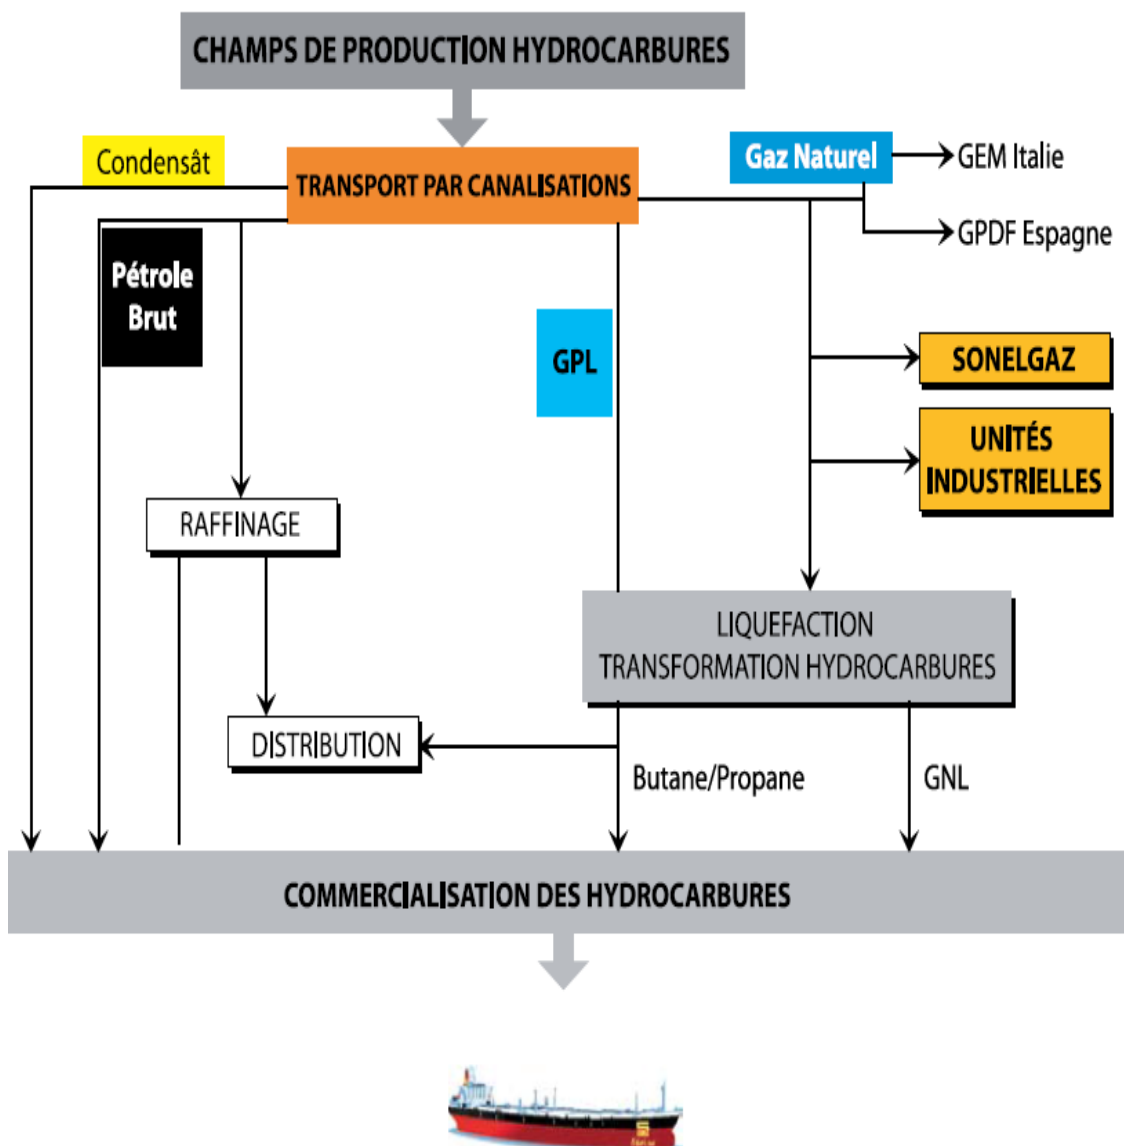 CHAMPS DE PRODUCTION HYDROCARBURES
Condensât
TRANSPORT PAR CANALISATIONS
Gaz Naturel
GEM Italie
GPDF Espagne
Pétrole
Brut
GPL
SONELGAZ
UNITÉS
INDUSTRIELLES
RAFFINAGE
LIQUEFACTION
TRANSFORMATION HYDROCARBURES
DISTRIBUTION
Butane/Propane
GNL
COMMERCIALISATION DES HYDROCARBURES